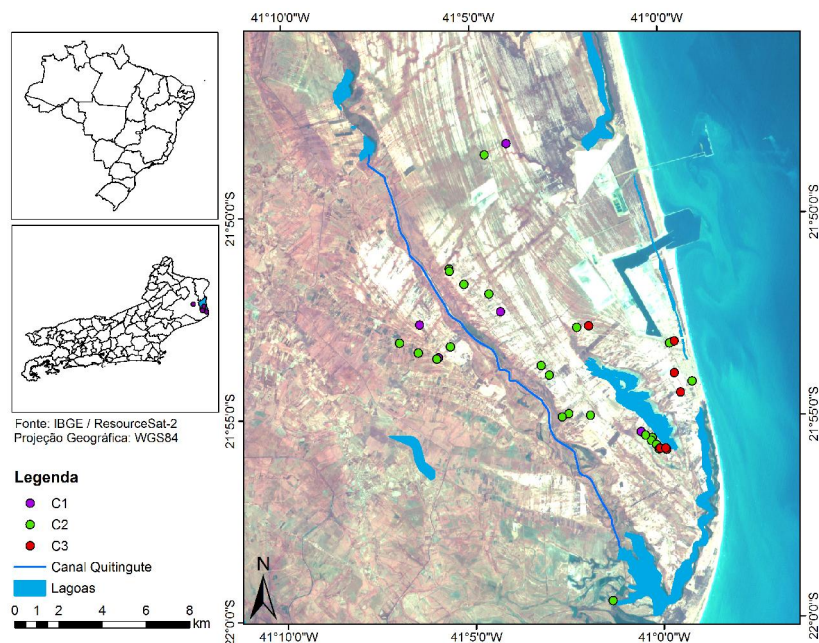 41°10'0"W 41°5'0"W 41°0'0"W
21°50'0"S 21°50'0"S
21°55'0"S 21°55'0"S
22°0'0"S 22°0'0"S
Fonte: IBGE / ResourceSat-2
Projeção Geográfica: WGS84
Legenda
C1
C2
C3
Canal Quitingute
Lagoas
N
0 1 2 4 6 8
km
41°10'0"W 41°5'0"W 41°0'0"W